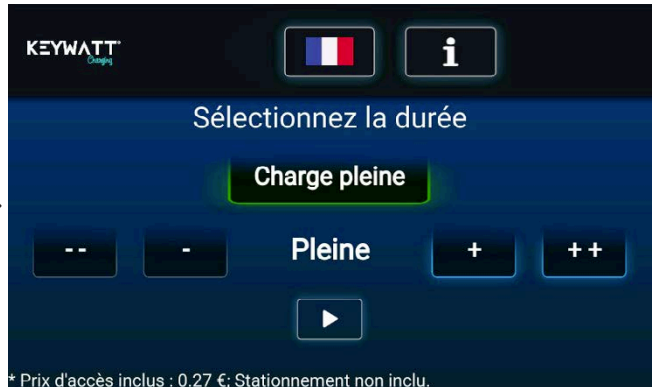 KEYWATT
Charging
i
Sélectionnez la durée
Charge pleine
-- - Pleine + ++
* Prix d'accès inclus : 0.27 €; Stationnement non inclu.